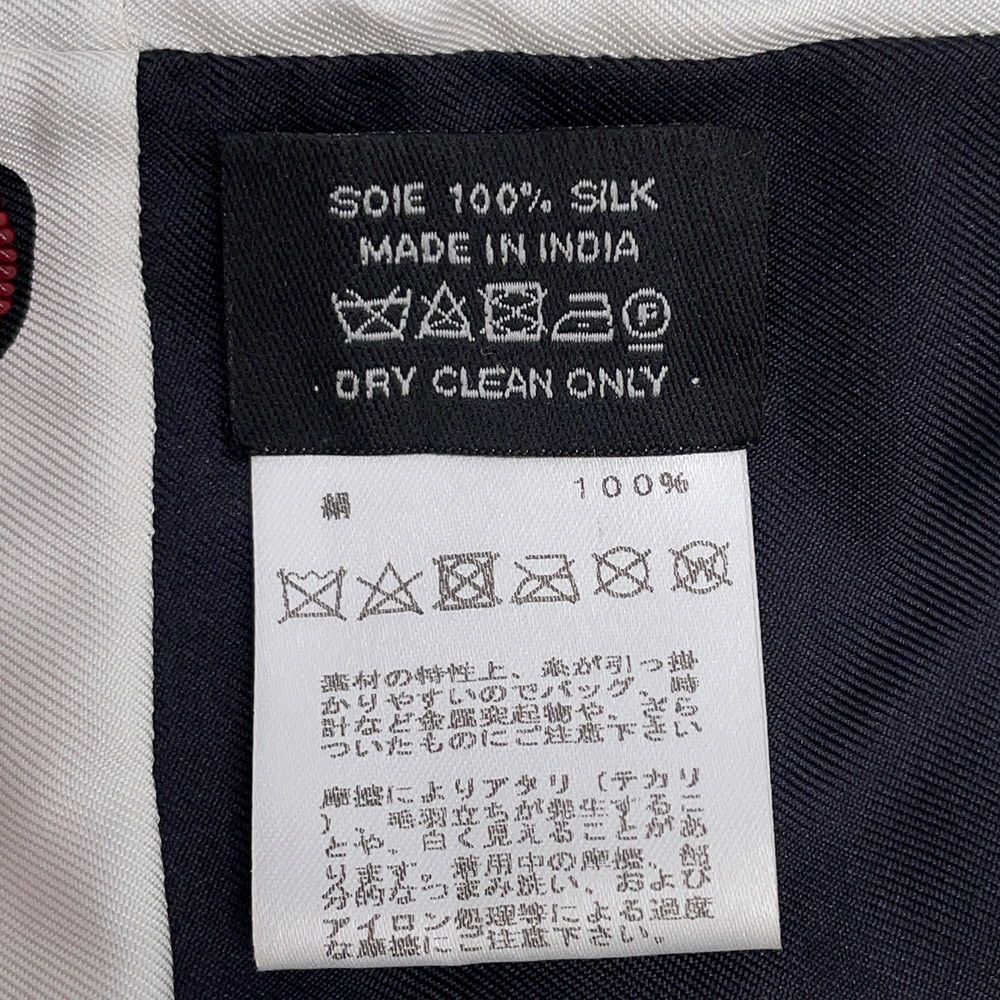 SOIE 100% SILK
MADE IN INDIA
F
DRY CLEAN ONLY
絹 100%
W
素材の特性上、糸が引っ掛
かりやすいのでバッグ、時
計など金属突起物や、ざら
ついたものにご注意下さい
摩擦によりアタリ（テカリ
）、毛羽立ちが発生するこ
とや、白く見えることがあ
ります。着用中の摩擦、部
分的なつまみ洗い、および
アイロン処理等による過度
な摩擦にご注意下さい。